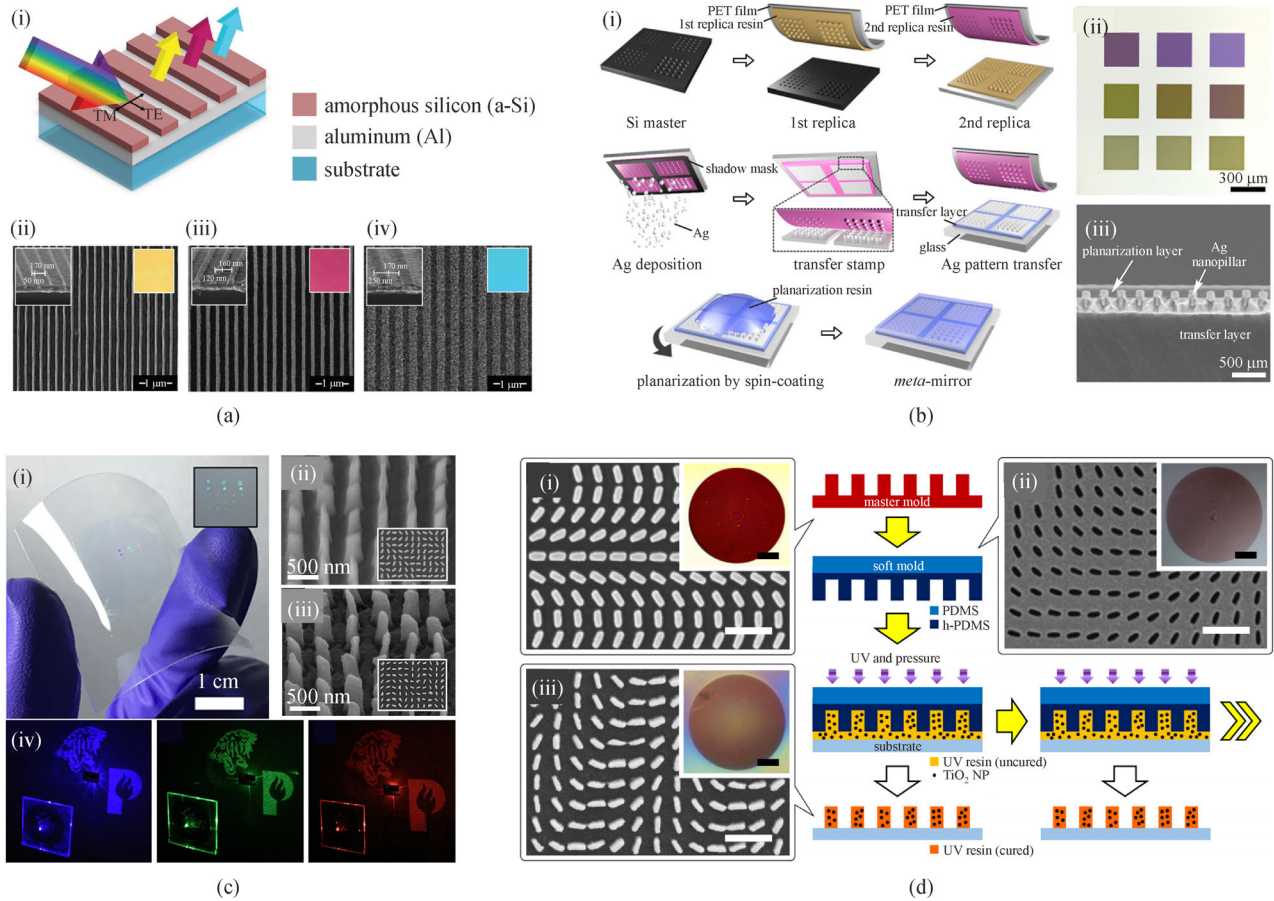 (i)
TM
TE
amorphous silicon (a-Si)
aluminum (Al)
substrate
(ii)
170 nm
50 nm
1 μm
(iii)
160 nm
120 nm
1 μm
(iv)
170 nm
250 nm
1 μm
(a)
(i)
PET film
1st replica resin
PET film
2nd replica resin
Si master
1st replica
2nd replica
shadow mask
Ag
transfer layer
glass
Ag deposition
transfer stamp
Ag pattern transfer
planarization resin
planarization by spin-coating
meta-mirror
(ii)
300 μm
(iii)
planarization layer
Ag
nanopillar
transfer layer
500 μm
(b)
(i)
1 cm
(ii)
500 nm
(iii)
500 nm
(iv)
P
P
P
(c)
(i)
master mold
soft mold
PDMS
h-PDMS
(ii)
UV and pressure
(iii)
substrate
UV resin (uncured)
TiO2 NP
UV resin (cured)
(d)